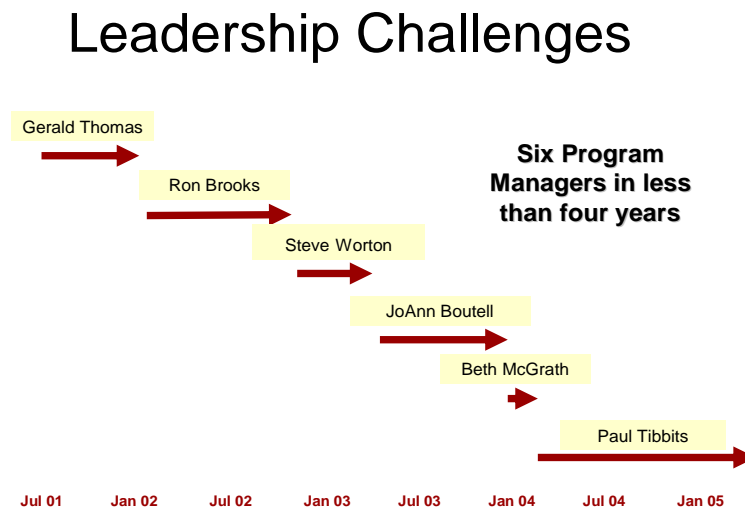 Leadership Challenges
Gerald Thomas
Six Program
Managers in less
than four years
Ron Brooks
Steve Worton
JoAnn Boutell
Beth McGrath
Paul Tibbits
Jul 01 Jan 02 Jul 02 Jan 03 Jul 03 Jan 04 Jul 04 Jan 05